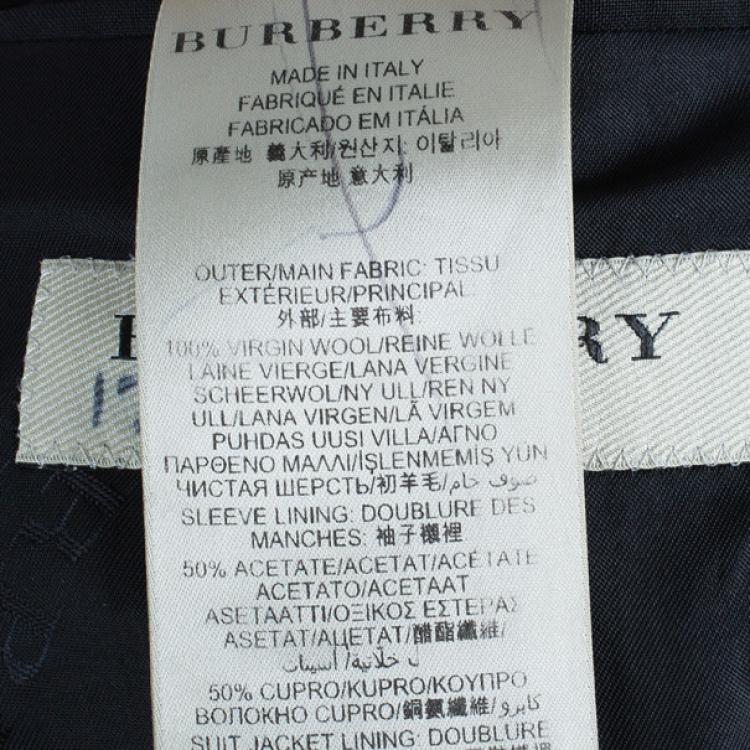 BURBERRY
MADE IN ITALY
FABRIQUÉ EN ITALIE
FABRICADO EM ITÁLIA
原產地 義大利/원산지: 이탈리아
原产地 意大利
OUTER/MAIN FABRIC: TISSU
EXTÉRIEUR/PRINCIPAL:
外部/主要布料:
100% VIRGIN WOOL/REINE WOLLE
LAINE VIERGE/LANA VERGINE
SCHEERWOL/NY ULL/REN NY
ULL/LANA VIRGEN/LÃ VIRGEM
PUHDAS UUSI VILLA/ΑΓΝΟ
ΠΑΡΘΕΝΟ ΜΑΛΛΙ/İŞLENMEMİŞ YÜN
ЧИСТАЯ ШЕРСТЬ/初羊毛/صوف خام
SLEEVE LINING: DOUBLURE DES
MANCHES: 袖子襯裡
50% ACETATE/ACETAT/ACÉTATE
ACETATO/ACETAAT
ASETAATTI/ΟΞΙΚΟΣ ΕΣΤΕΡΑΣ
ASETAT/АЦЕТАТ/醋酯纖維/
50% CUPRO/KUPRO/ΚΟΥΠΡΟ
ВОЛОКНО CUPRO/銅氨纖維/كابرو
SUIT JACKET LINING: DOUBLURE
B RY